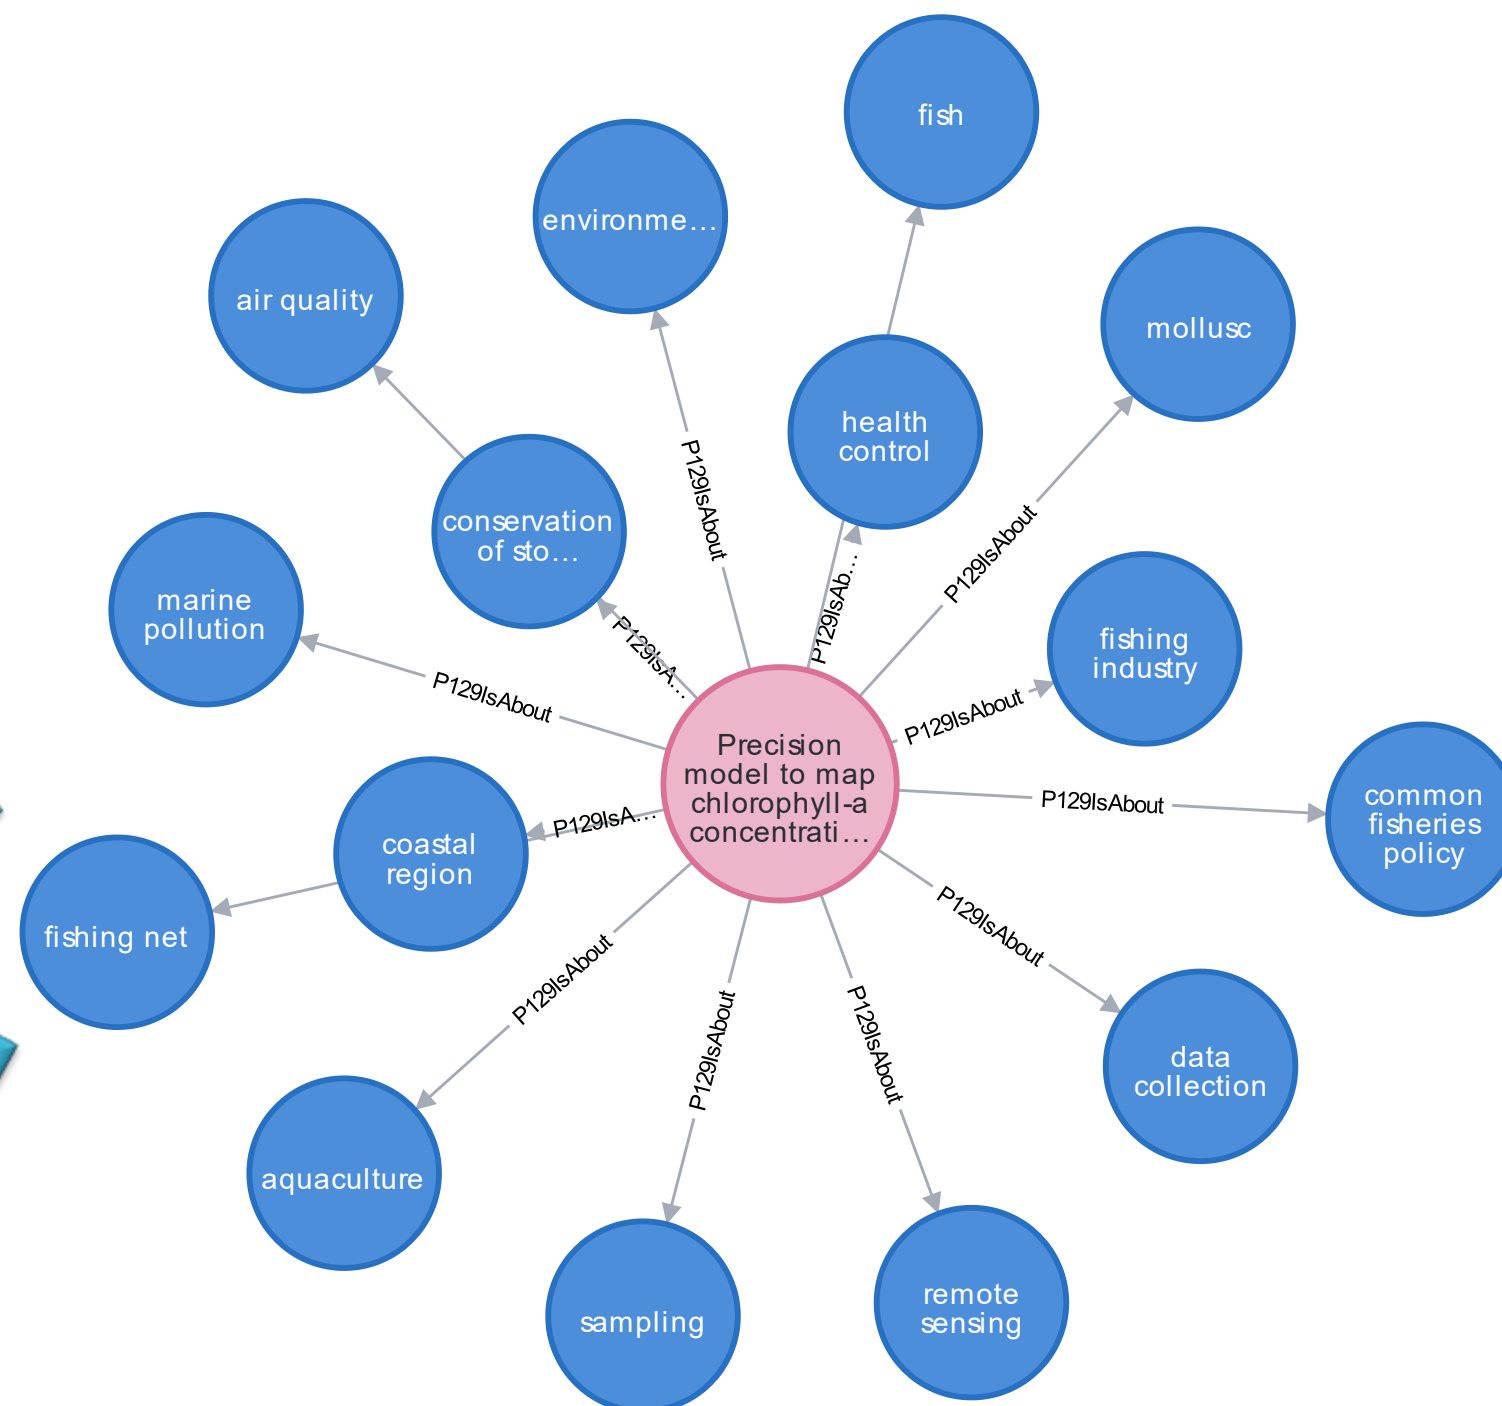 fish
environme…
air quality
mollusc
health
control
P129IsAbout
conservation
of sto…
P129IsAbout
P129IsAb…
marine
pollution
P129IsA…
fishing
industry
P129IsAbout
P129IsAbout
Precision
model to map
chlorophyll-a
concentrati…
common
fisheries
policy
P129IsAbout
P129IsA…
coastal
region
fishing net
P129IsAbout
P129IsAbout
P129IsAbout
P129IsAbout
data
collection
aquaculture
remote
sensing
sampling